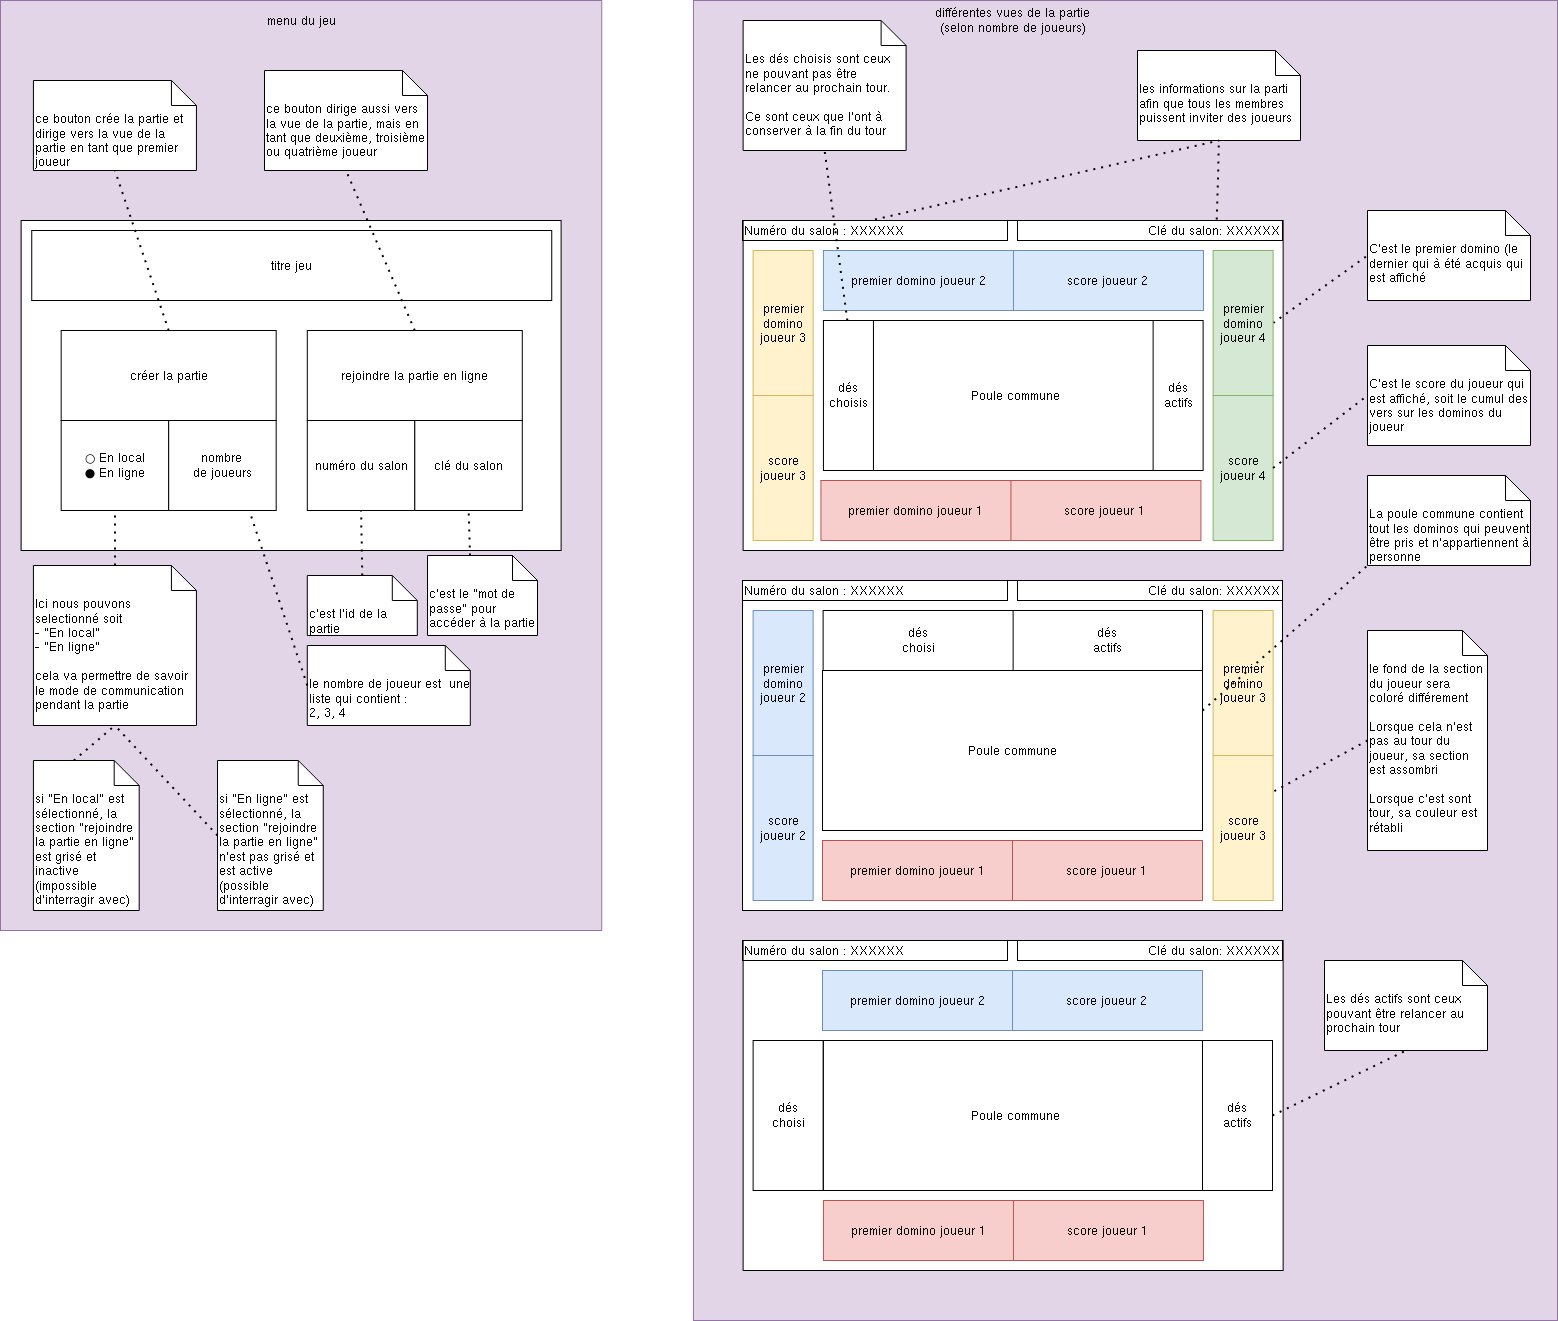 menu du jeu
ce bouton crée la partie et
dirige vers la vue de la
partie en tant que premier
joueur
ce bouton dirige aussi vers
la vue de la partie, mais en
tant que deuxième, troisième
ou quatrième joueur
titre jeu
créer la partie
En local
En ligne
nombre
de joueurs
rejoindre la partie en ligne
numéro du salon
clé du salon
Ici nous pouvons
selectionné soit
- "En local"
- "En ligne"
cela va permettre de savoir
le mode de communication
pendant la partie
c'est l'id de la
partie
c'est le "mot de
passe" pour
accéder à la partie
le nombre de joueur est  une
liste qui contient :
2, 3, 4
si "En local" est
sélectionné, la
section "rejoindre
la partie en ligne"
est grisé et
inactive
(impossible
d'interragir avec)
si "En ligne" est
sélectionné, la
section "rejoindre
la partie en ligne"
n'est pas grisé et
est active
(possible
d'interragir avec)
différentes vues de la partie
(selon nombre de joueurs)
Les dés choisis sont ceux
ne pouvant pas être
relancer au prochain tour.
Ce sont ceux que l'ont à
conserver à la fin du tour
les informations sur la parti
afin que tous les membres
puissent inviter des joueurs
Numéro du salon : XXXXXX
Clé du salon: XXXXXX
premier
domino
joueur 3
score
joueur 3
premier domino joueur 2
score joueur 2
premier
domino
joueur 4
score
joueur 4
dés
choisis
Poule commune
dés
actifs
premier domino joueur 1
score joueur 1
C'est le premier domino (le
dernier qui à été acquis qui
est affiché
C'est le score du joueur qui
est affiché, soit le cumul des
vers sur les dominos du
joueur
La poule commune contient
tout les dominos qui peuvent
être pris et n'appartiennent à
personne
Numéro du salon : XXXXXX
Clé du salon: XXXXXX
premier
domino
joueur 2
score
joueur 2
dés
choisi
dés
actifs
Poule commune
premier
domino
joueur 3
score
joueur 3
premier domino joueur 1
score joueur 1
le fond de la section
du joueur sera
coloré différement
Lorsque cela n'est
pas au tour du
joueur, sa section
est assombri
Lorsque c'est sont
tour, sa couleur est
rétabli
Numéro du salon : XXXXXX
Clé du salon: XXXXXX
premier domino joueur 2
score joueur 2
dés
choisi
Poule commune
dés
actifs
premier domino joueur 1
score joueur 1
Les dés actifs sont ceux
pouvant être relancer au
prochain tour